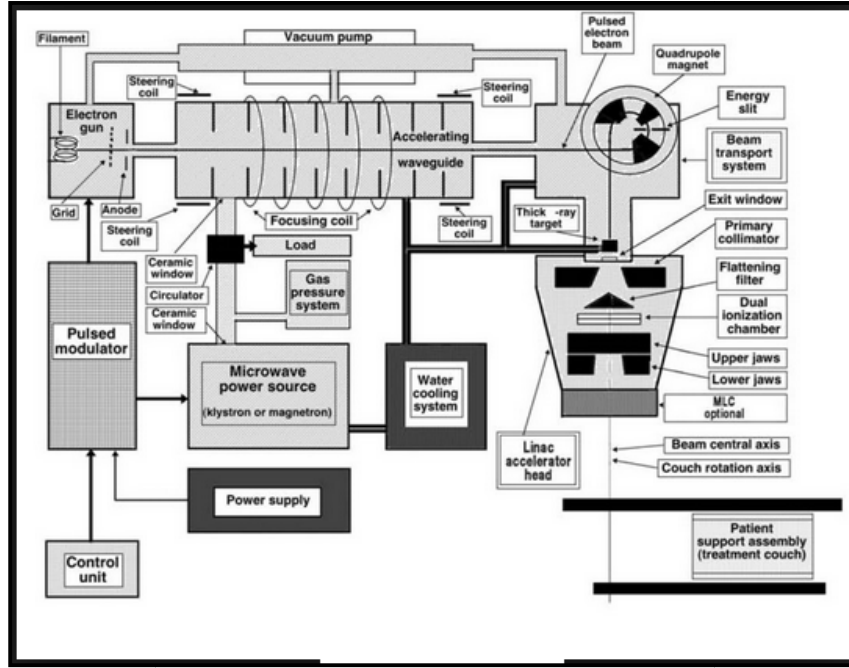 Filament
Vacuum pump
Pulsed
electron
beam
Quadrupole
magnet
Steering
coil
Steering
coil
Electron
gun
Energy
slit
Accelerating
waveguide
Beam
transport
system
Grid
Anode
Steering
coil
Focusing coil
Steering
coil
Thick -ray
target
Exit window
Primary
collimator
Ceramic
window
Load
Circulator
Gas
pressure
system
Flattening
filter
Ceramic
window
Dual
ionization
chamber
Pulsed
modulator
Microwave
power source
(klystron or magnetron)
Water
cooling
system
Upper jaws
Lower jaws
MLC
optional
Linac
accelerator
head
Beam central axis
Couch rotation axis
Power supply
Patient
support assembly
(treatment couch)
Control
unit